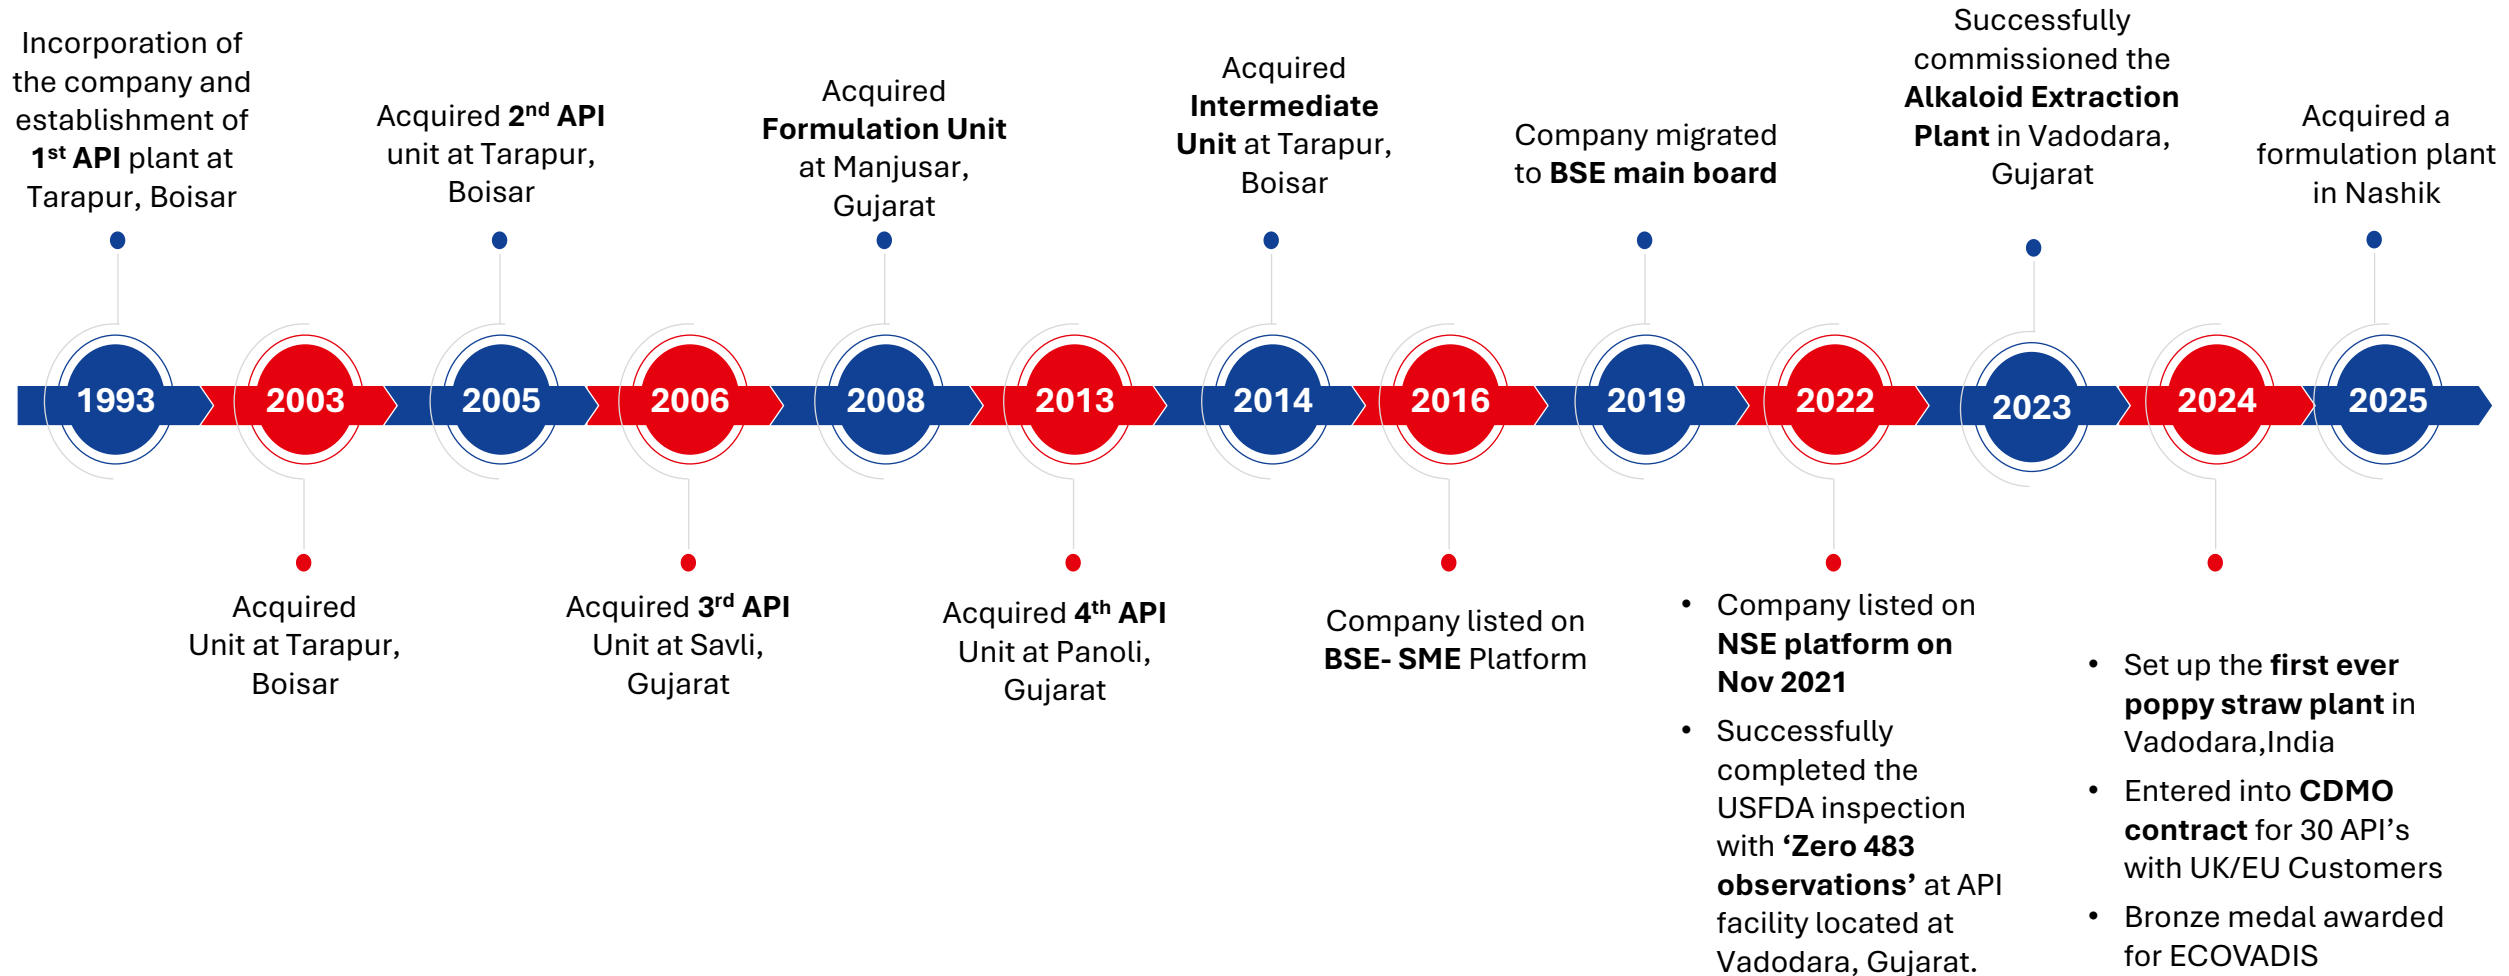 Incorporation of
the company and
establishment of
1st API plant at
Tarapur, Boisar
Acquired 2nd API
unit at Tarapur,
Boisar
Acquired
Formulation Unit
at Manjusar,
Gujarat
Acquired
Intermediate
Unit at Tarapur,
Boisar
Company migrated
to BSE main board
Successfully
commissioned the
Alkaloid Extraction
Plant in Vadodara,
Gujarat
Acquired a
formulation plant
in Nashik
1993
2003
2005
2006
2008
2013
2014
2016
2019
2022
2023
2024
2025
Acquired
Unit at Tarapur,
Boisar
Acquired 3rd API
Unit at Savli,
Gujarat
Acquired 4th API
Unit at Panoli,
Gujarat
Company listed on
BSE- SME Platform
• Company listed on
NSE platform on
Nov 2021
• Successfully
completed the
USFDA inspection
with ‘Zero 483
observations’ at API
facility located at
Vadodara, Gujarat.
• Set up the first ever
poppy straw plant in
Vadodara,India
• Entered into CDMO
contract for 30 API’s
with UK/EU Customers
• Bronze medal awarded
for ECOVADIS